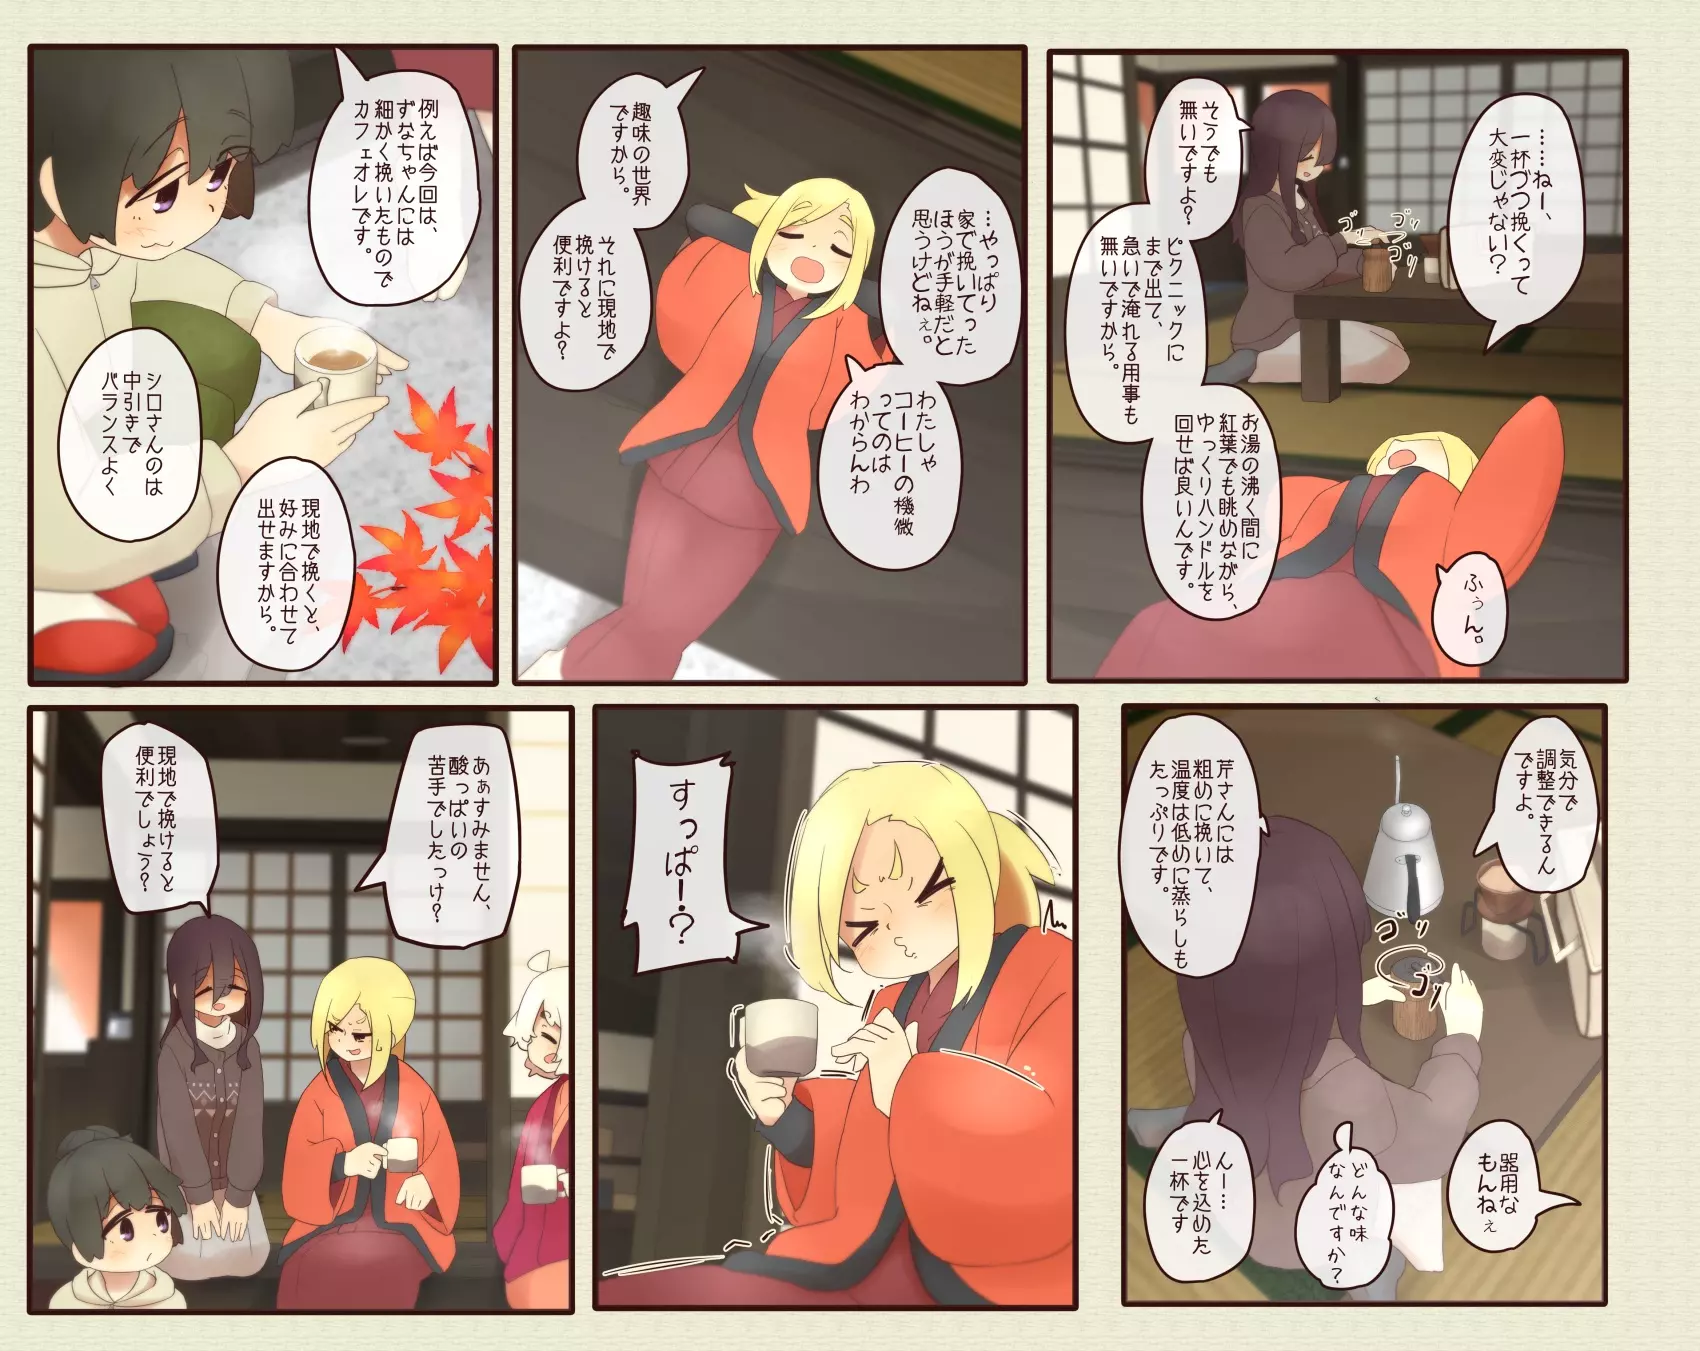 ……ねー、
一杯づつ挽くって
大変じゃない？
そうでも
無いですよ？
ピクニックに
まで出て、
急いで淹れる用事も
無いですから。
お湯の沸く間に
紅葉でも眺めながら、
ゆっくりハンドルを
回せば良いんです。
ゴリ
ゴリ
ゴリ
ふぅん。
…やっぱり
家で挽いてった
ほうが手軽だと
思うけどねぇ。
わたしゃ
コーヒーの機微
ってのは
わからんわ
趣味の世界
ですから。
それに現地で
挽けると
便利ですよ？
例えば今回は、
ずなちゃんには
細かく挽いたもので
カフェオレです。
シロさんのは
中引きで
バランスよく
現地で挽くと、
好みに合わせて
出せますから。
気分で
調整できるん
ですよ。
芹さんには
粗めに挽いて、
温度は低めに蒸らしも
たっぷりです。
ゴリ
ゴリ
器用な
もんねぇ
どんな味
なんですか？
んー…
心を込めた
一杯です
すっぱー！？
あぁすみません、
酸っぱいの
苦手でしたっけ？
現地で挽けると
便利でしょう？